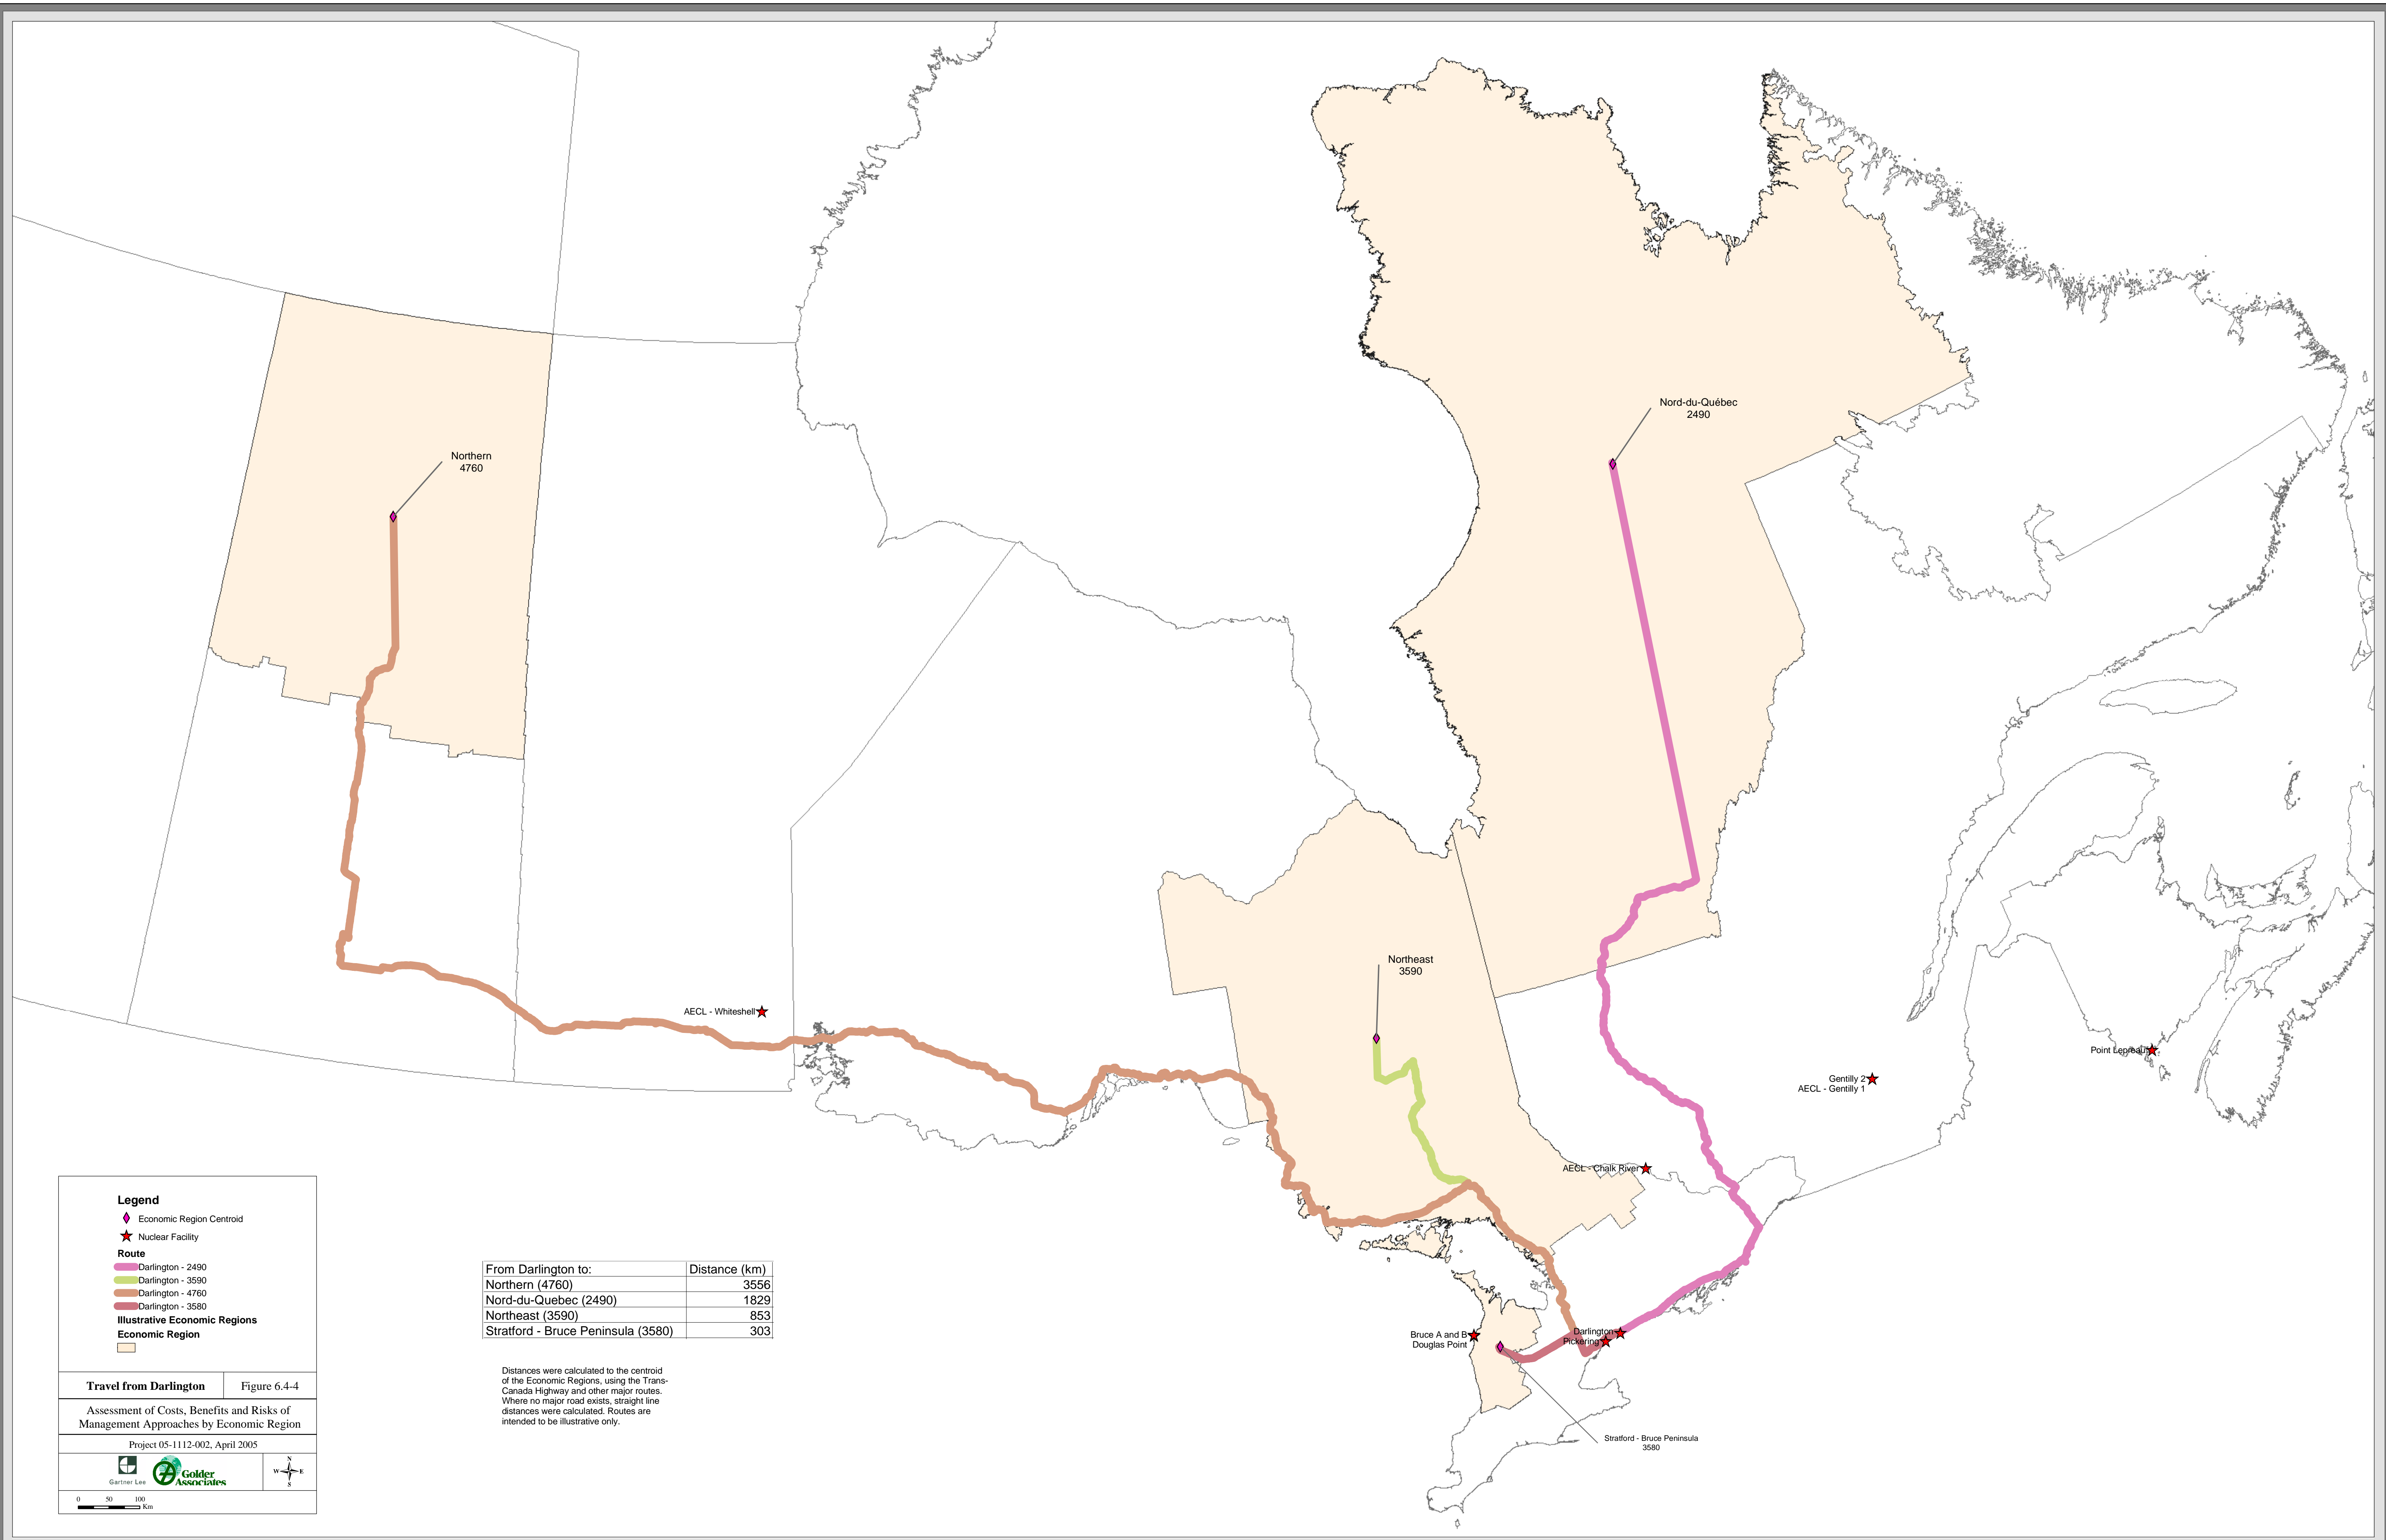 Nord-du-Québec
2490
Northern
4760
Northeast
3590
AECL - Whiteshell
Point Lepreau
Gentilly 2
AECL - Gentilly 1
AECL - Chalk River
Darlington
Pickering
Bruce A and B
Douglas Point
Stratford - Bruce Peninsula
3580
From Darlington to: Distance (km)
Northern (4760) 3556
Nord-du-Quebec (2490) 1829
Northeast (3590) 853
Stratford - Bruce Peninsula (3580) 303
Distances were calculated to the centroid
of the Economic Regions, using the Trans-
Canada Highway and other major routes.
Where no major road exists, straight line
distances were calculated. Routes are
intended to be illustrative only.
Legend
Economic Region Centroid
Nuclear Facility
Route
Darlington - 2490
Darlington - 3590
Darlington - 4760
Darlington - 3580
Illustrative Economic Regions
Economic Region
Travel from Darlington Figure 6.4-4
Assessment of Costs, Benefits and Risks of
Management Approaches by Economic Region
Project 05-1112-002, April 2005
Gartner Lee
Golder
Associates
N
W E
S
0 50 100
Km